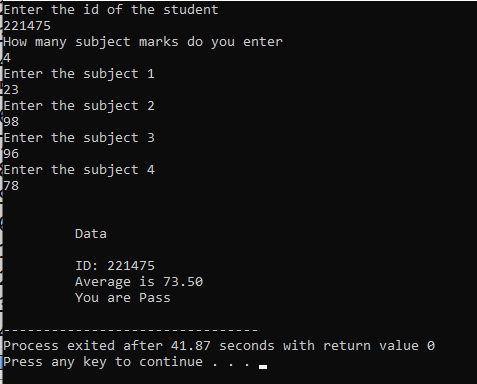 Enter the id of the student
221475
How many subject marks do you enter
4
Enter the subject 1
23
Enter the subject 2
98
Enter the subject 3
96
Enter the subject 4
78
Data
ID: 221475
Average is 73.50
You are Pass
--------------------------------
Process exited after 41.87 seconds with return value 0
Press any key to continue . . .